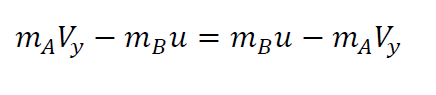 m_A V_y − m_B u = m_B u − m_A V_y